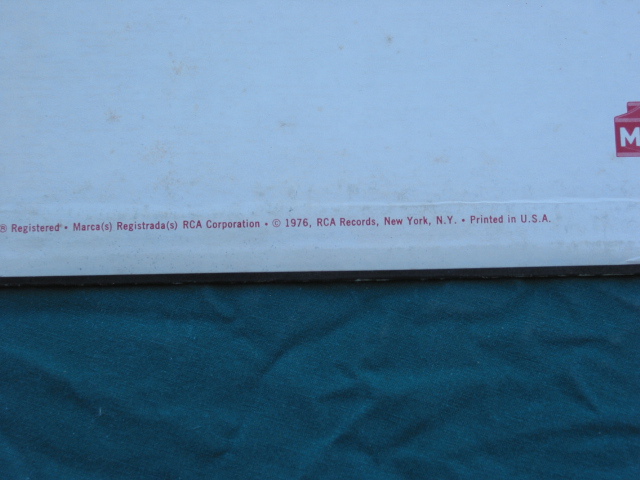 M
® Registered • Marca(s) Registrada(s) RCA Corporation • © 1976, RCA Records, New York, N.Y. • Printed in U.S.A.